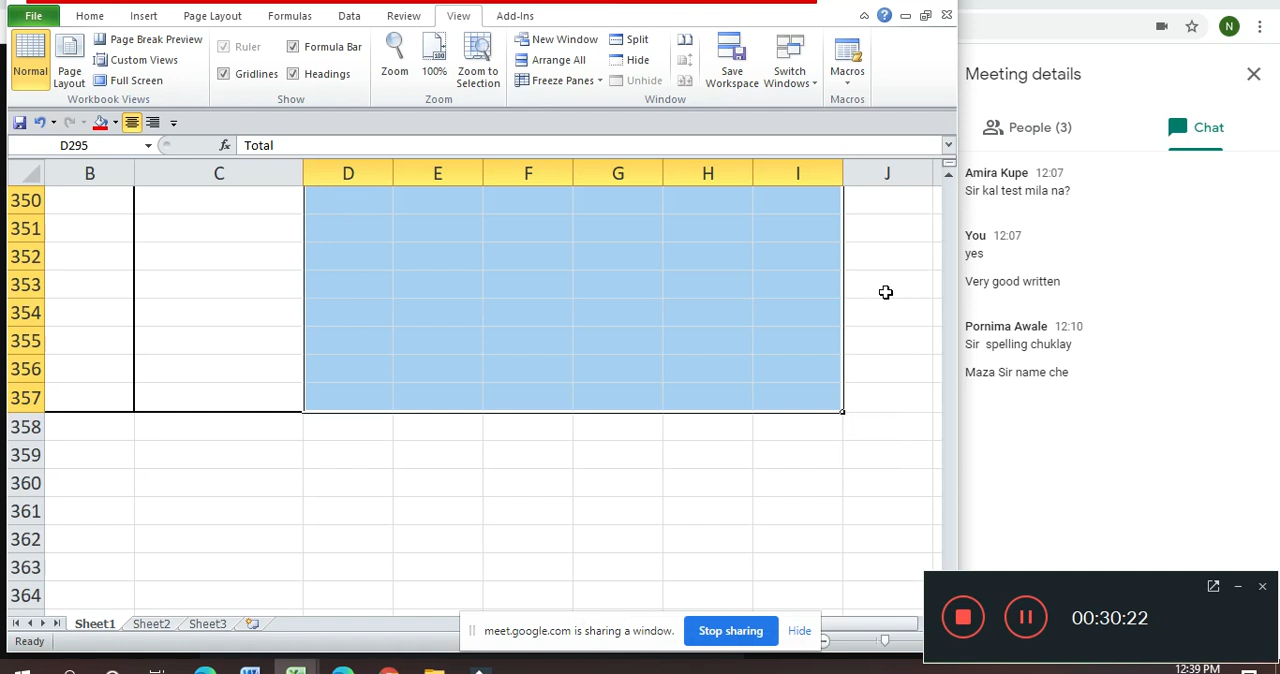 File Home Insert Page Layout Formulas Data Review View Add-Ins
Normal Page Layout Page Break Preview Custom Views Full Screen
Ruler Formula Bar Gridlines Headings
Zoom 100% Zoom to Selection
New Window Arrange All Freeze Panes Split Hide Unhide
Save Workspace Switch Windows Macros
Workbook Views Show Zoom Window Macros
D295 fx Total
B C D E F G H I J
350
351
352
353
354
355
356
357
358
359
360
361
362
363
364
Sheet1 Sheet2 Sheet3
Ready
meet.google.com is sharing a window. Stop sharing Hide
N
Meeting details
People (3) Chat
Amira Kupe 12:07
Sir kal test mila na?
You 12:07
yes
Very good written
Pornima Awale 12:10
Sir spelling chuklay
Maza Sir name che
00:30:22
12:39 PM